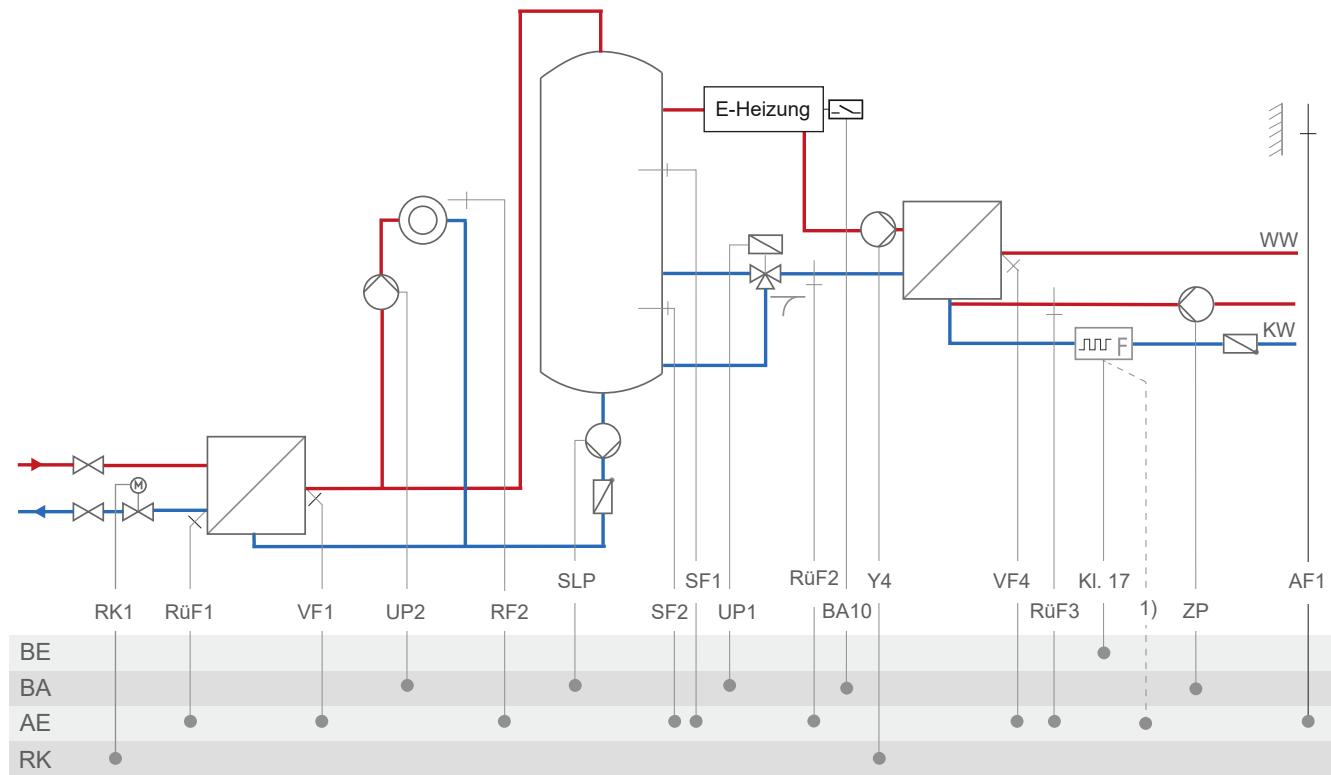 E-Heizung
WW
KW
F
M
SLP
SF1
RüF2
Y4
VF4
Kl. 17
AF1
RK1
RüF1
VF1
UP2
RF2
SF2
UP1
BA10
RüF3
1)
ZP
BE
BA
AE
RK